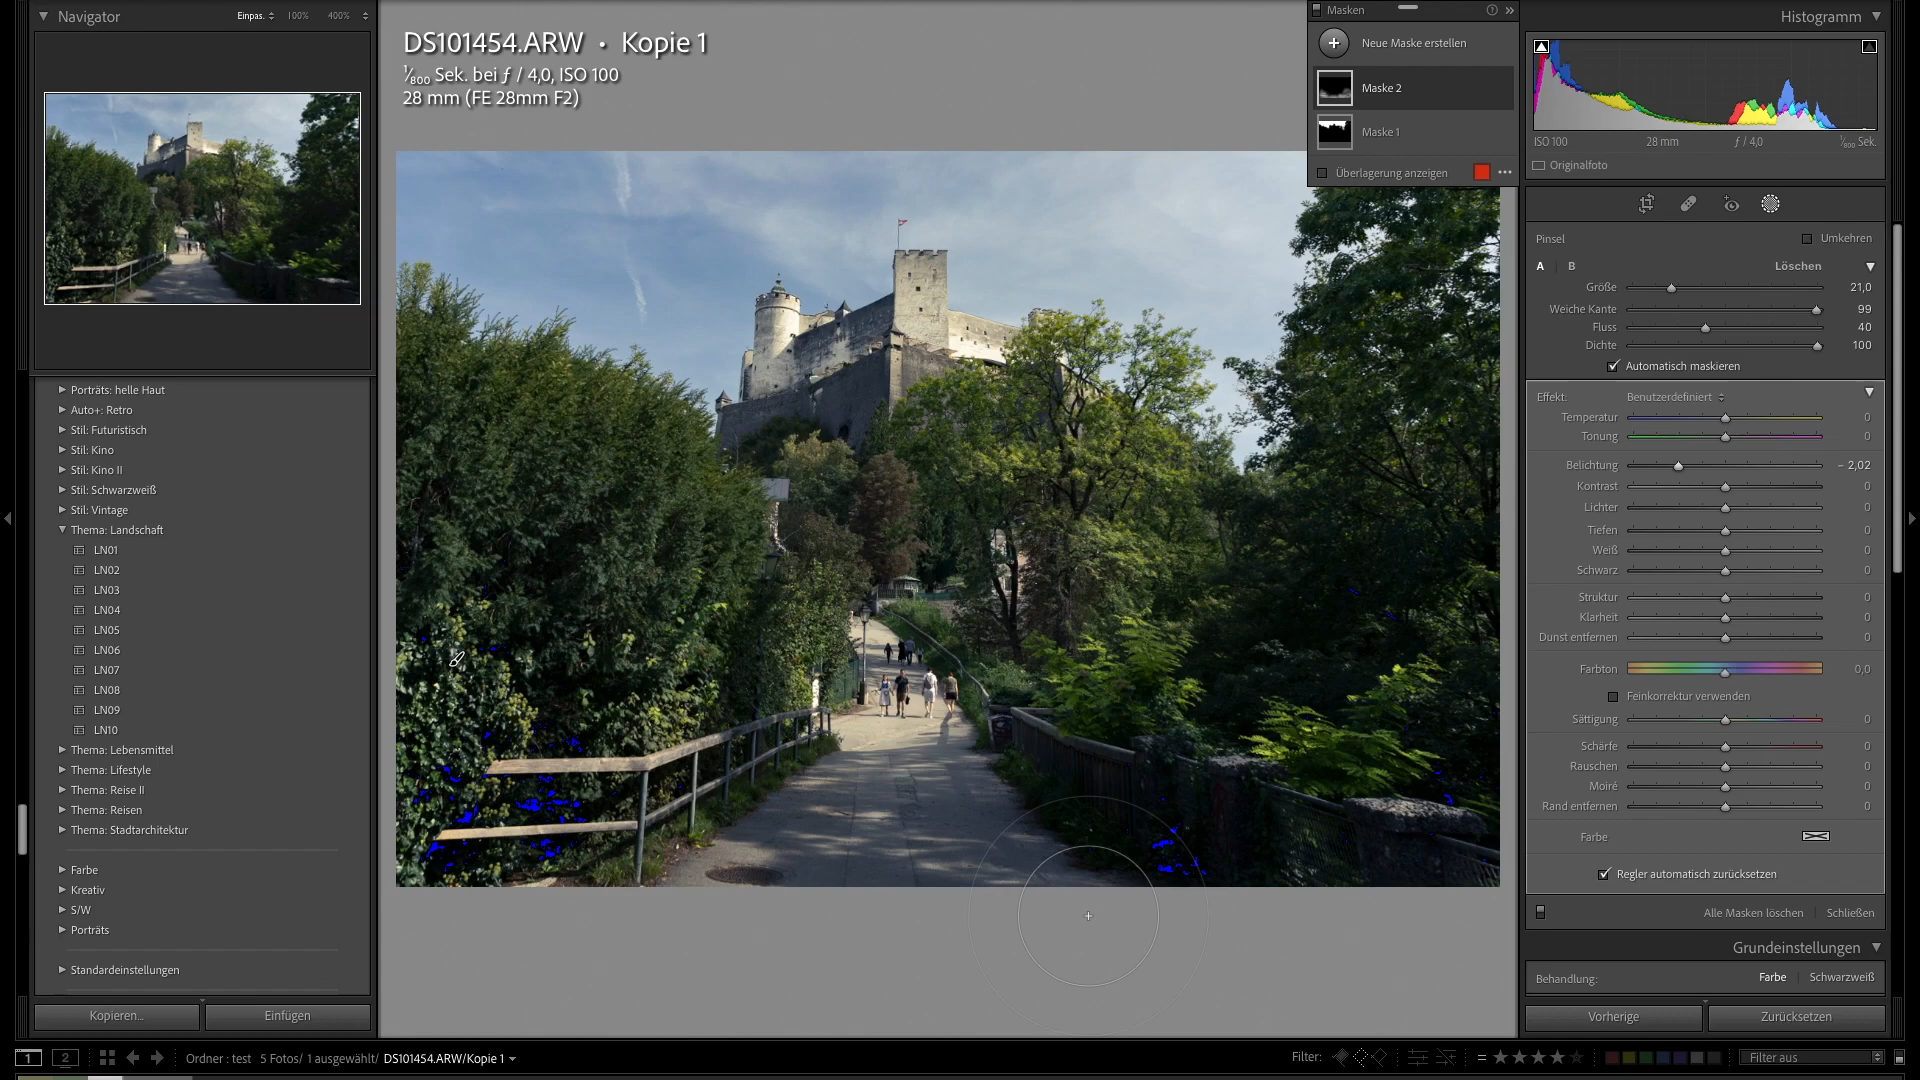 Navigator
Einpas.
100%
400%
Porträts: helle Haut
Auto+: Retro
Stil: Futuristisch
Stil: Kino
Stil: Kino II
Stil: Schwarzweiß
Stil: Vintage
Thema: Landschaft
LN01
LN02
LN03
LN04
LN05
LN06
LN07
LN08
LN09
LN10
Thema: Lebensmittel
Thema: Lifestyle
Thema: Reise II
Thema: Reisen
Thema: Stadtarchitektur
Farbe
Kreativ
S/W
Porträts
Standardeinstellungen
Kopieren...
Einfügen
DS101454.ARW • Kopie 1
1/800 Sek. bei ƒ / 4,0, ISO 100
28 mm (FE 28mm F2)
Masken
Neue Maske erstellen
Maske 2
Maske 1
Überlagerung anzeigen
Histogramm
ISO 100 28 mm ƒ / 4,0 1/800 Sek.
Originalfoto
Pinsel Umkehren
A B Löschen
Größe 21,0
Weiche Kante 99
Fluss 40
Dichte 100
Automatisch maskieren
Effekt: Benutzerdefiniert
Temperatur 0
Tonung 0
Belichtung – 2,02
Kontrast 0
Lichter 0
Tiefen 0
Weiß 0
Schwarz 0
Struktur 0
Klarheit 0
Dunst entfernen 0
Farbton 0,0
Feinkorrektur verwenden
Sättigung 0
Schärfe 0
Rauschen 0
Moiré 0
Rand entfernen 0
Farbe
Regler automatisch zurücksetzen
Alle Masken löschen Schließen
Grundeinstellungen
Behandlung: Farbe Schwarzweiß
Vorherige Zurücksetzen
1 2 Ordner : test 5 Fotos/ 1 ausgewählt/ DS101454.ARW/Kopie 1
Filter: Filter aus